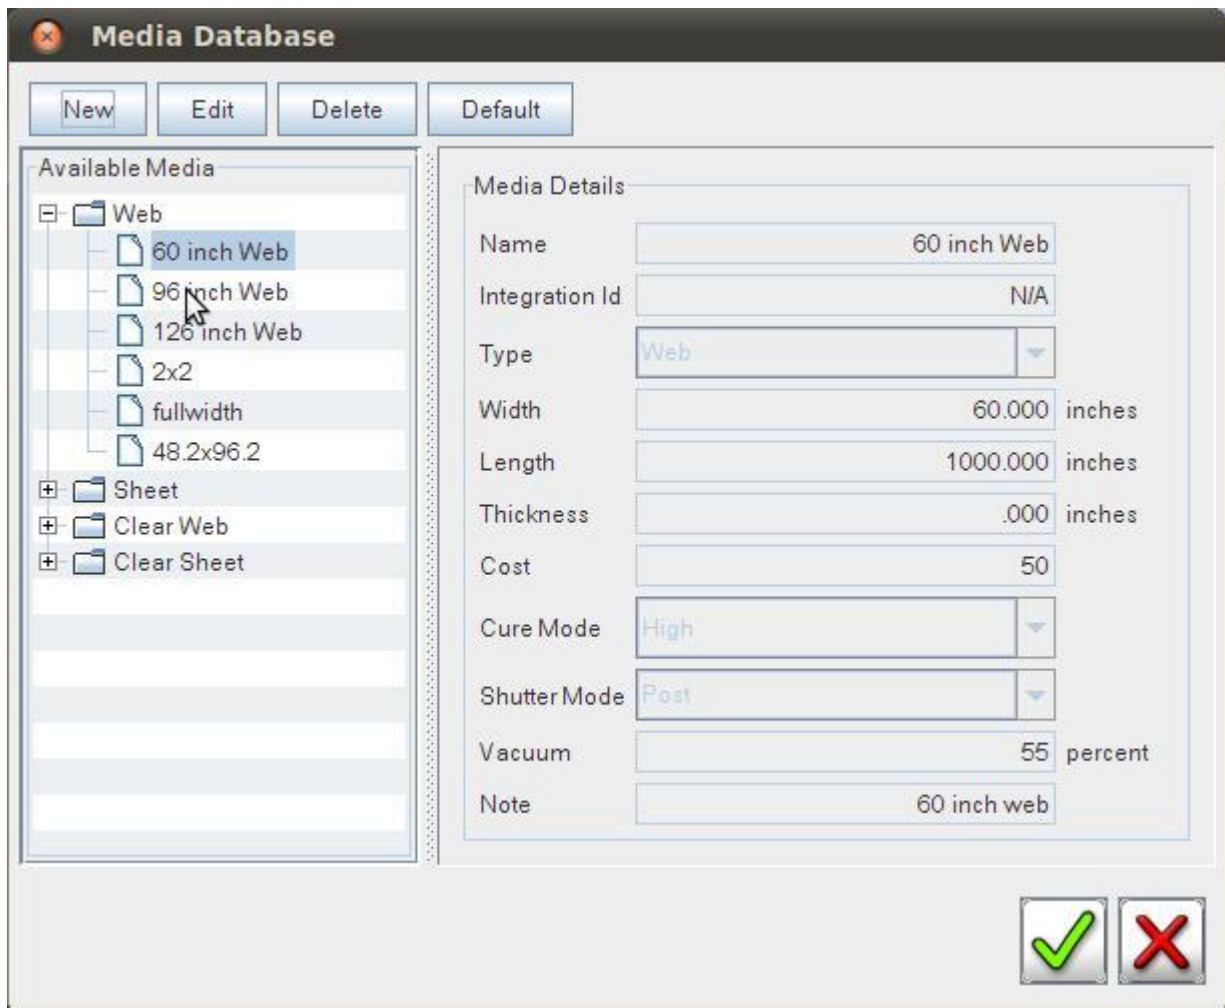 Media Database
New Edit Delete Default
Available Media
Web
60 inch Web
96 inch Web
126 inch Web
2x2
fullwidth
48.2x96.2
Sheet
Clear Web
Clear Sheet
Media Details
Name 60 inch Web
Integration Id N/A
Type Web
Width 60.000 inches
Length 1000.000 inches
Thickness .000 inches
Cost 50
Cure Mode High
Shutter Mode Post
Vacuum 55 percent
Note 60 inch web